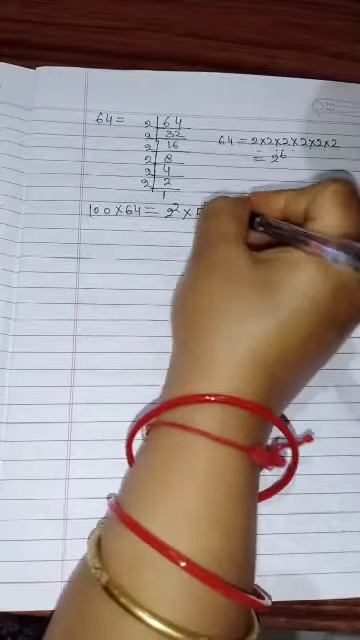 64 = 2 | 64
2 | 32
2 | 16
2 | 8
2 | 4
2 | 2
1
64 = 2×2×2×2×2×2
= 2⁶
100×64 = 2² × 5